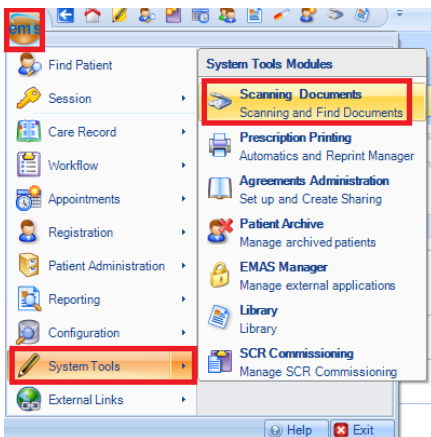 ems
Find Patient
Session
Care Record
Workflow
Appointments
Registration
Patient Administration
Reporting
Configuration
System Tools
External Links
System Tools Modules
Scanning Documents
Scanning and Find Documents
Prescription Printing
Automatics and Reprint Manager
Agreements Administration
Set up and Create Sharing
Patient Archive
Manage archived patients
EMAS Manager
Manage external applications
Library
Library
SCR Commissioning
Manage SCR Commissioning
Help
Exit